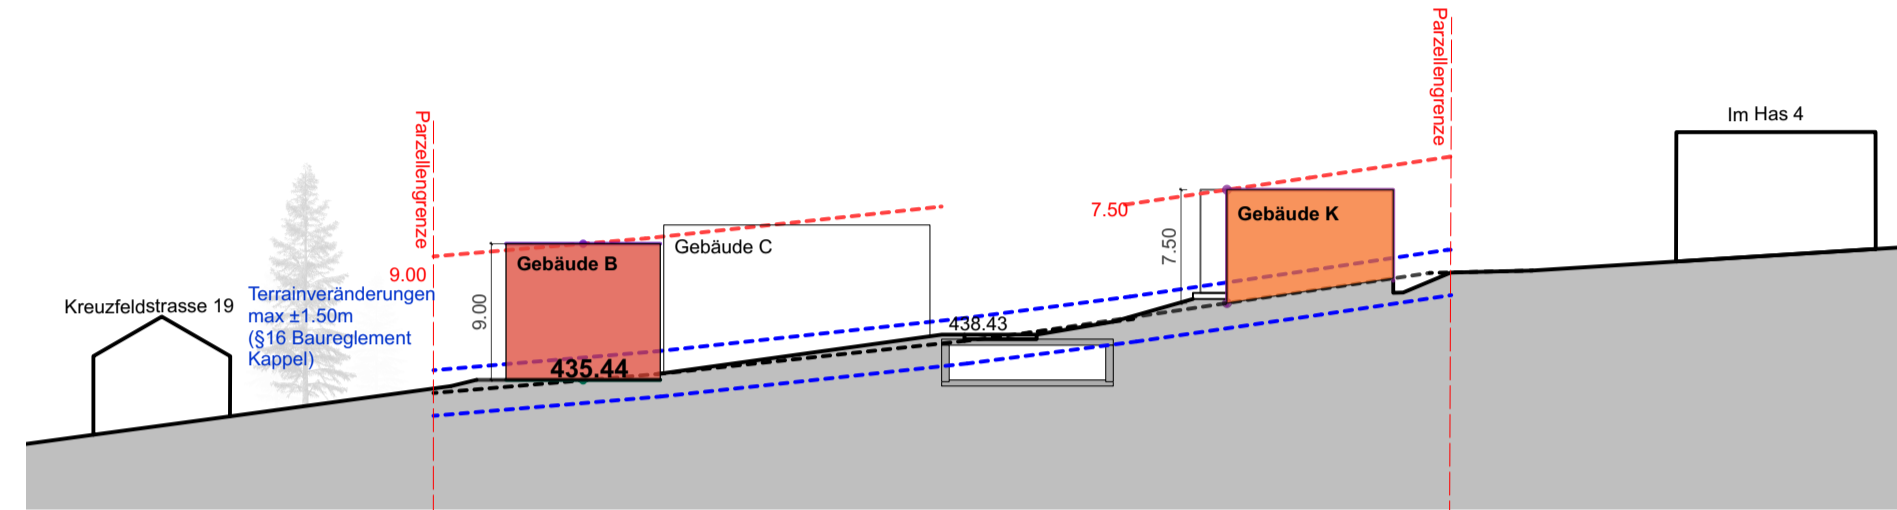 Parzellengrenze
Im Has 4
Parzellengrenze
7.50
Gebäude K
7.50
Gebäude C
Gebäude B
9.00
Kreuzfeldstrasse 19
Terrainveränderungen
max ±1.50m
(§16 Baureglement
Kappel)
9.00
438.43
435.44